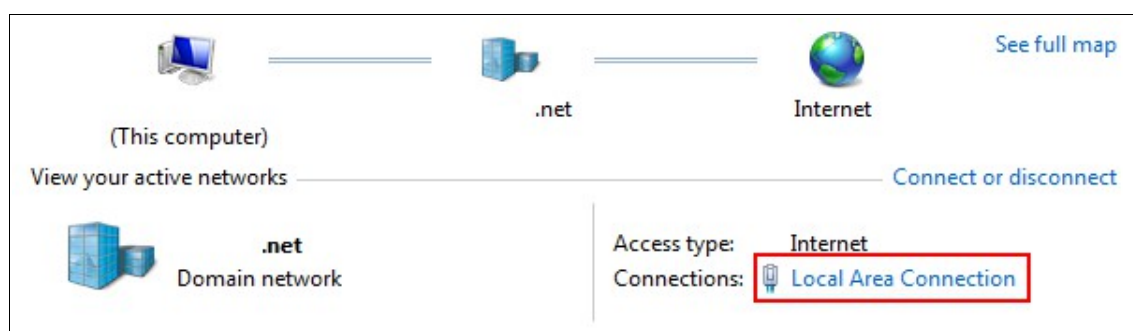 See full map
.net
Internet
(This computer)
View your active networks
Connect or disconnect
.net
Domain network
Access type: Internet
Connections: Local Area Connection